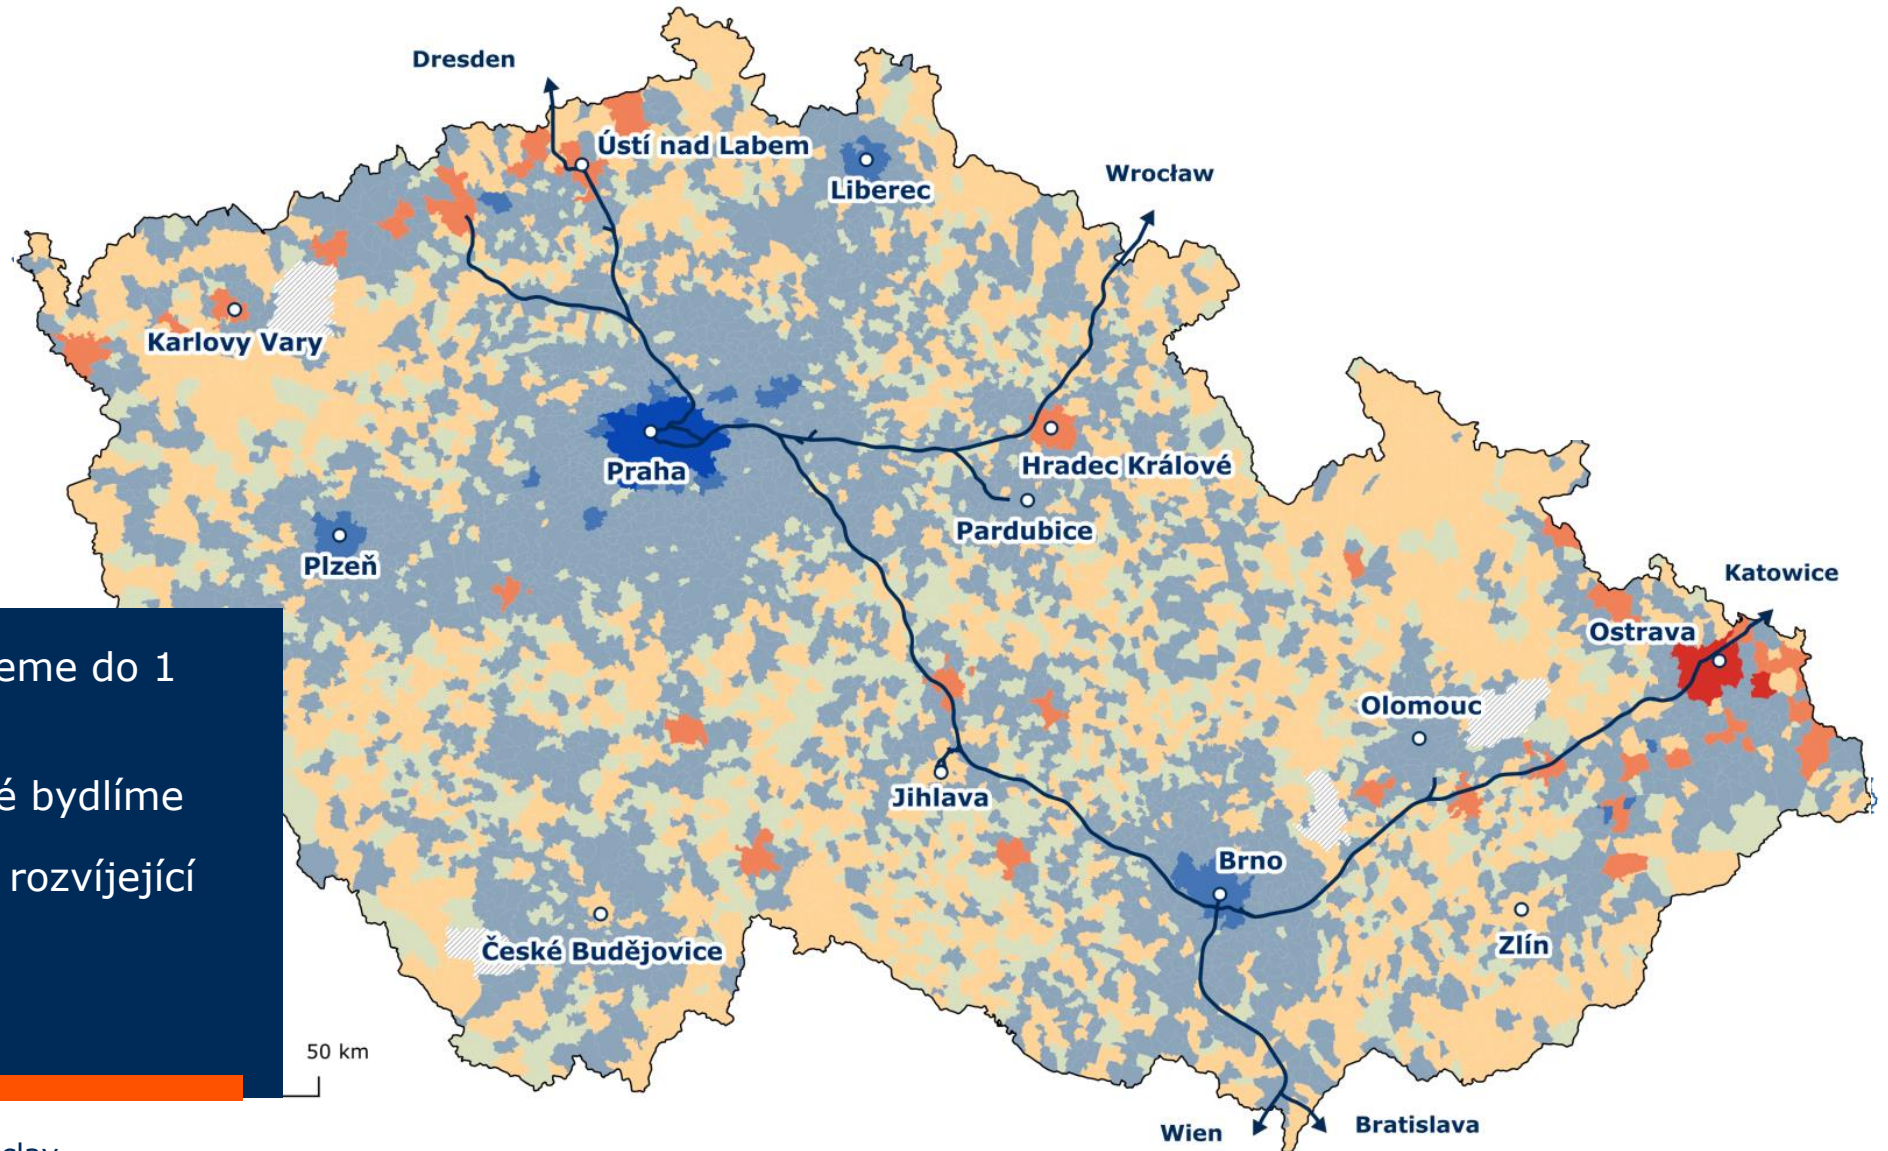 Dresden
Ústí nad Labem
Liberec
Wrocław
Karlovy Vary
Praha
Hradec Králové
Pardubice
Plzeň
Katowice
Ostrava
Olomouc
Jihlava
Brno
České Budějovice
Zlín
Wien
Bratislava
50 km
do 1
bydlíme
rozvíjející